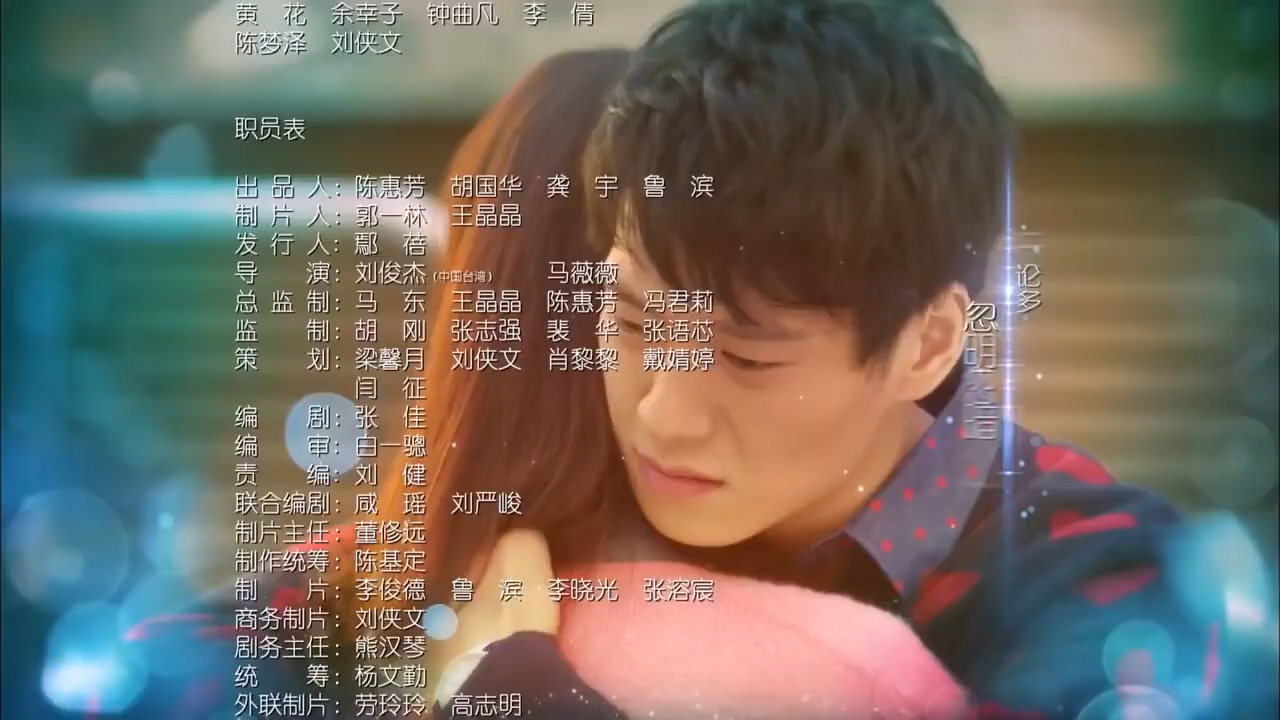 黄　花　余幸子　钟曲凡　李　倩
陈梦泽　刘侠文
职员表
出品人：陈惠芳　胡国华　龚　宇　鲁　滨
制片人：郭一林　王晶晶
发行人：鄢　蓓
导　演：刘俊杰（中国台湾）　马薇薇
总监制：马　东　王晶晶　陈惠芳　冯君莉
监　制：胡　刚　张志强　裴　华　张语芯
策　划：梁馨月　刘侠文　肖黎黎　戴婧婷
闫　征
编　剧：张　佳
编　审：白一骢
责　编：刘　健
联合编剧：咸　瑶　刘严峻
制片主任：董修远
制作统筹：陈基定
制　片：李俊德　鲁　滨　李晓光　张溶宸
商务制片：刘侠文
剧务主任：熊汉琴
统　筹：杨文勤
外联制片：劳玲玲　高志明
论多
忽明